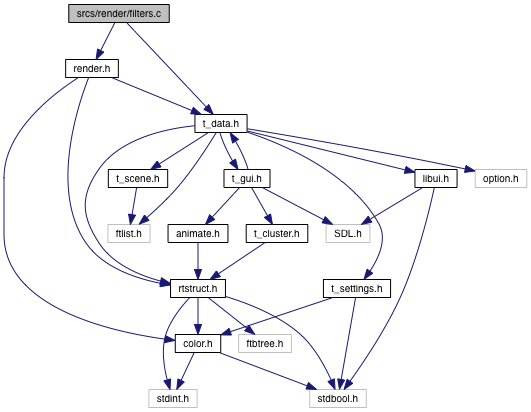 srcs/render/filters.c
render.h
t_data.h
t_scene.h
t_gui.h
libui.h
option.h
ftlist.h
animate.h
t_cluster.h
SDL.h
rtstruct.h
t_settings.h
color.h
ftbtree.h
stdint.h
stdbool.h